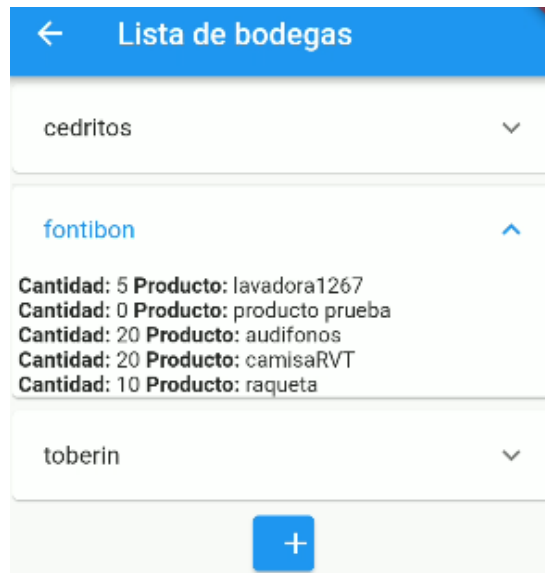 Lista de bodegas
cedritos
fontibon
Cantidad: 5 Producto: lavadora1267
Cantidad: 0 Producto: producto prueba
Cantidad: 20 Producto: audifonos
Cantidad: 20 Producto: camisaRVT
Cantidad: 10 Producto: raqueta
toberin